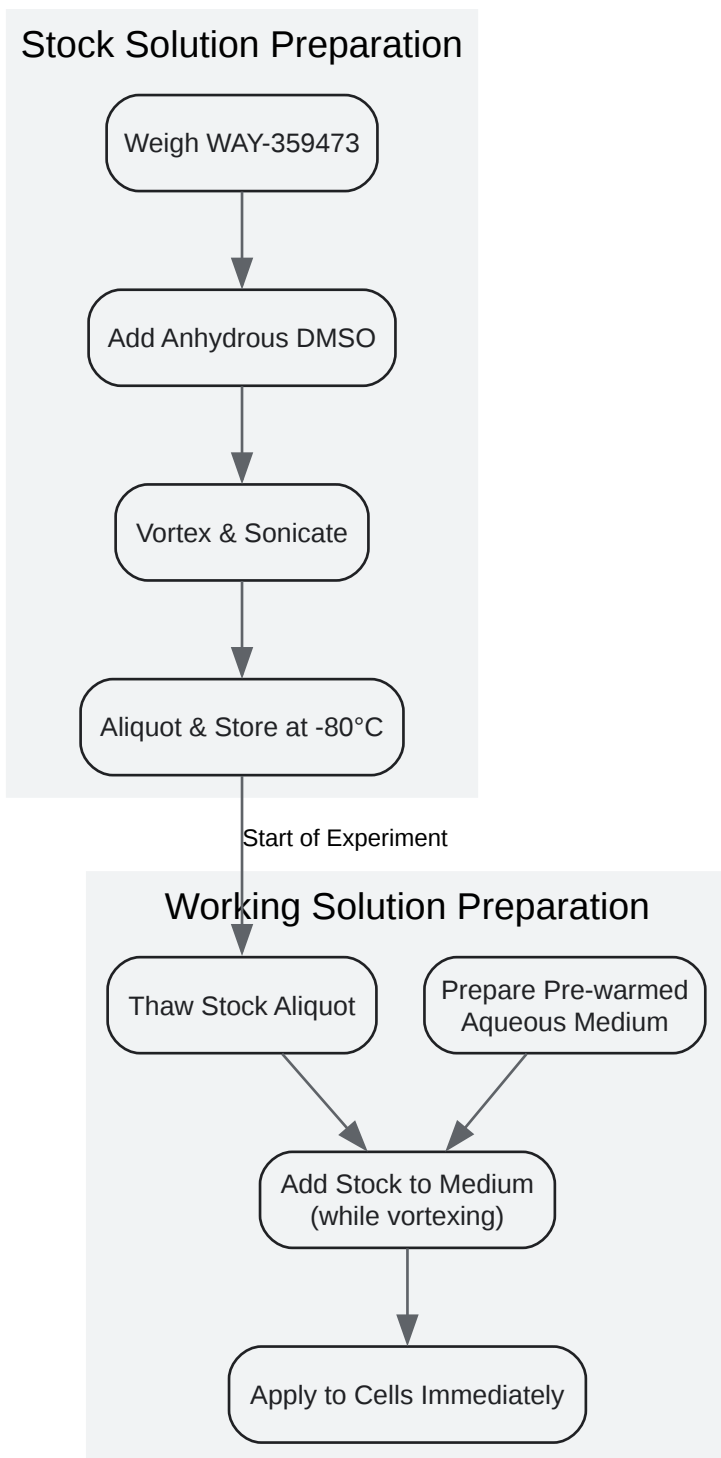 Stock Solution Preparation
Weigh WAY-359473
Add Anhydrous DMSO
Vortex & Sonicate
Aliquot & Store at -80°C
Start of Experiment
Working Solution Preparation
Thaw Stock Aliquot
Prepare Pre-warmed
Aqueous Medium
Add Stock to Medium
(while vortexing)
Apply to Cells Immediately